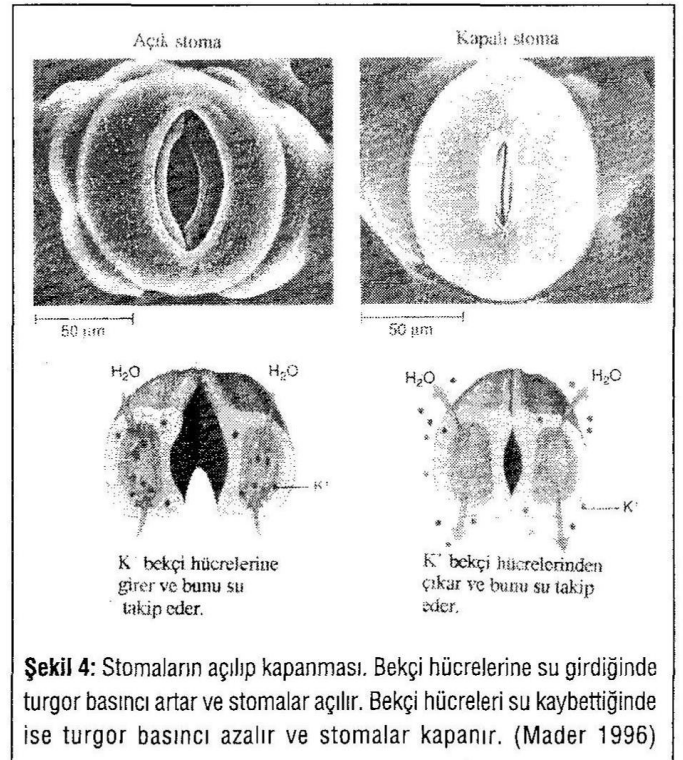 Açık stoma
Kapalı stoma
50 µm
50 µm
H₂O
H₂O
K⁺
H₂O
H₂O
K⁺
K⁺ bekçi hücrelerine
girer ve bunu su
takip eder.
K⁺ bekçi hücrelerinden
çıkar ve bunu su takip
eder.
Şekil 4: Stomaların açılıp kapanması. Bekçi hücrelerine su girdiğinde
turgor basıncı artar ve stomalar açılır. Bekçi hücreleri su kaybettiğinde
ise turgor basıncı azalır ve stomalar kapanır. (Mader 1996)